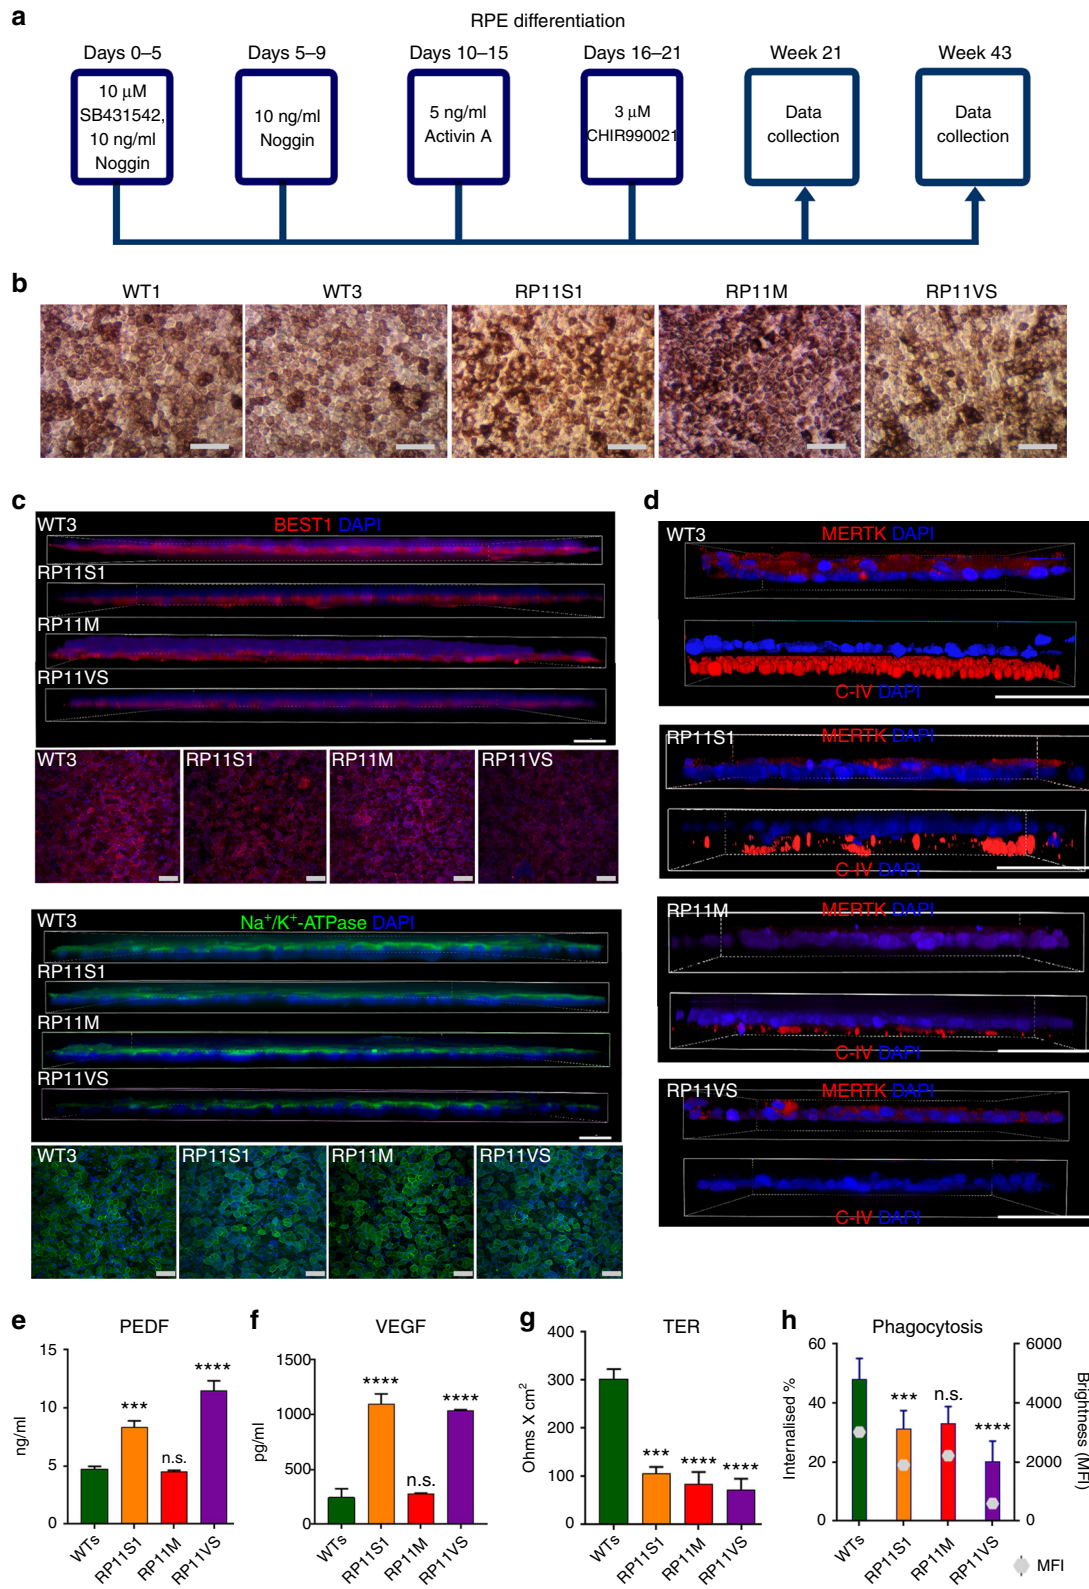 a
RPE differentiation
Days 0–5
Days 5–9
Days 10–15
Days 16–21
Week 21
Week 43
10 μM
SB431542,
10 ng/ml
Noggin
10 ng/ml
Noggin
5 ng/ml
Activin A
3 μM
CHIR990021
Data
collection
Data
collection
b
WT1
WT3
RP11S1
RP11M
RP11VS
c
WT3
BEST1 DAPI
RP11S1
RP11M
RP11VS
WT3
RP11S1
RP11M
RP11VS
WT3
Na⁺/K⁺-ATPase DAPI
RP11S1
RP11M
RP11VS
WT3
RP11S1
RP11M
RP11VS
d
WT3
MERTK DAPI
C-IV DAPI
RP11S1
MERTK DAPI
C-IV DAPI
RP11M
MERTK DAPI
C-IV DAPI
RP11VS
MERTK DAPI
C-IV DAPI
e
PEDF
15
10
5
0
ng/ml
***
n.s.
****
WTs
RP11S1
RP11M
RP11VS
f
VEGF
1500
1000
500
0
pg/ml
****
n.s.
****
WTs
RP11S1
RP11M
RP11VS
g
TER
400
300
200
100
0
Ohms X cm²
***
****
****
WTs
RP11S1
RP11M
RP11VS
h
Phagocytosis
60
40
20
0
Internalised %
***
n.s.
****
6000
4000
2000
0
Brightness (MFI)
WTs
RP11S1
RP11M
RP11VS
MFI